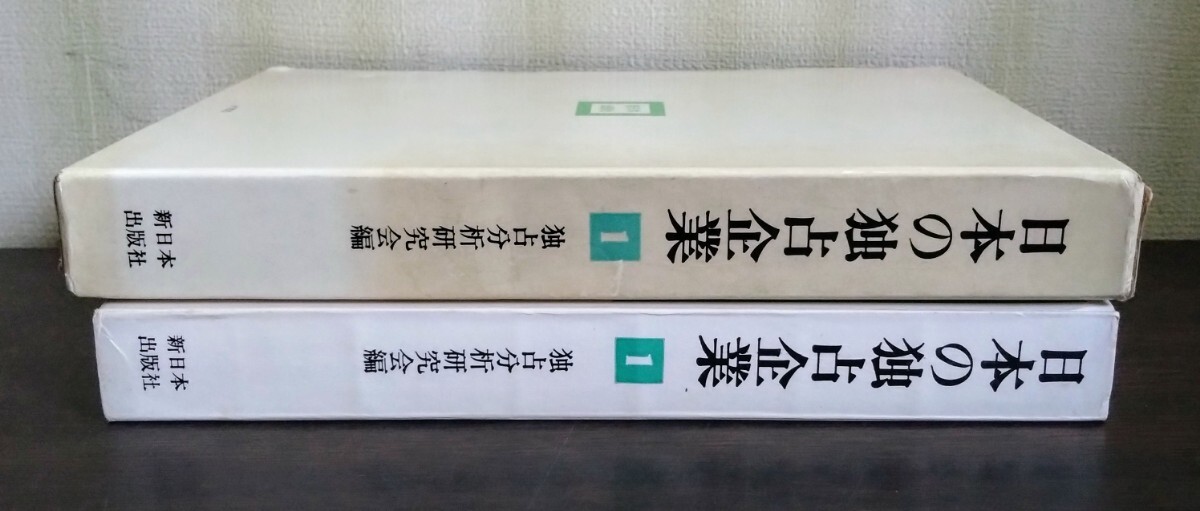 日本の独占企業
1
独占分析研究会編
新日本
出版社
日本の独占企業
1
独占分析研究会編
新日本
出版社